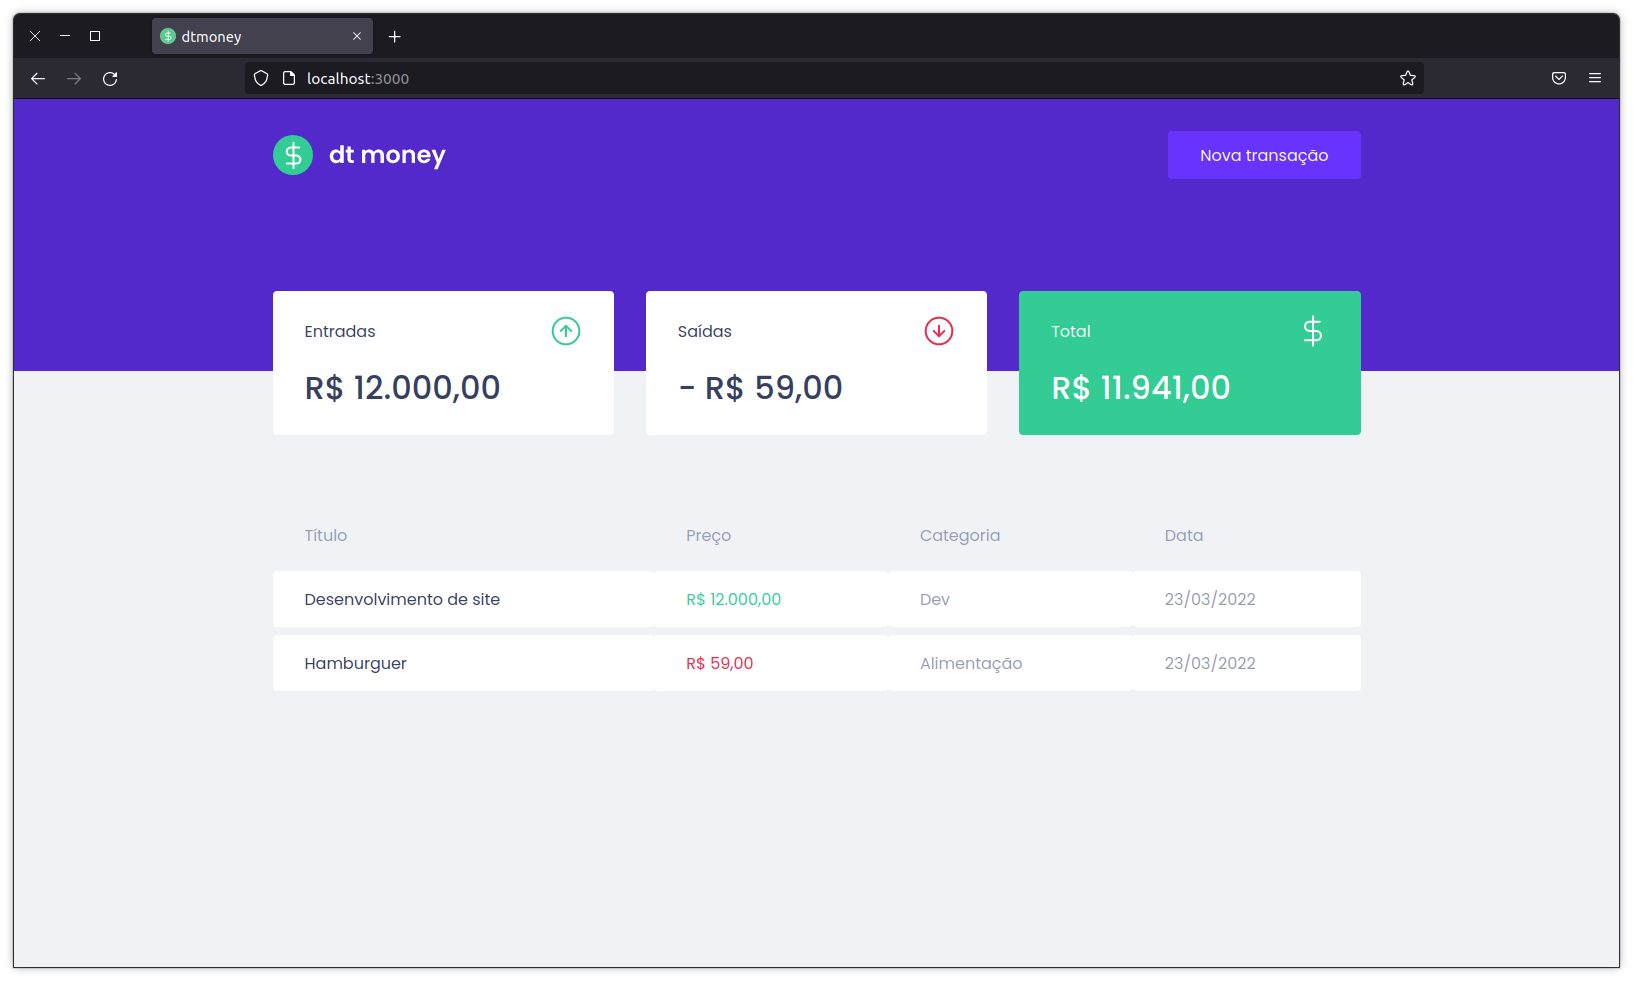 dtmoney
localhost:3000
dt money
Nova transação
Entradas
R$ 12.000,00
Saídas
- R$ 59,00
Total
R$ 11.941,00
Título Preço Categoria Data
Desenvolvimento de site R$ 12.000,00 Dev 23/03/2022
Hamburguer R$ 59,00 Alimentação 23/03/2022